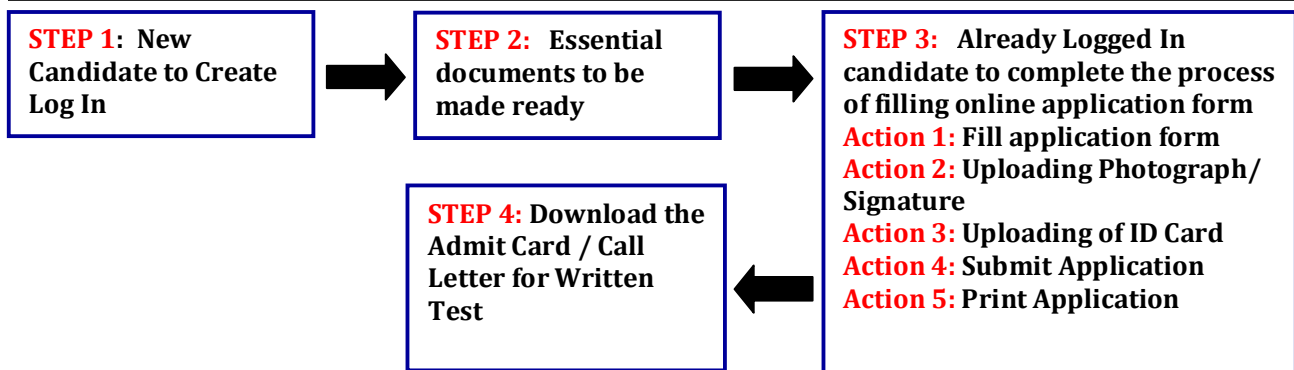 STEP 1:  New
Candidate to Create
Log In
STEP 2:   Essential
documents to be
made ready
STEP 3:   Already Logged In
candidate to complete the process
of filling online application form
Action 1: Fill application form
Action 2: Uploading Photograph/
Signature
Action 3: Uploading of ID Card
Action 4: Submit Application
Action 5: Print Application
STEP 4: Download the
Admit Card / Call
Letter for Written
Test